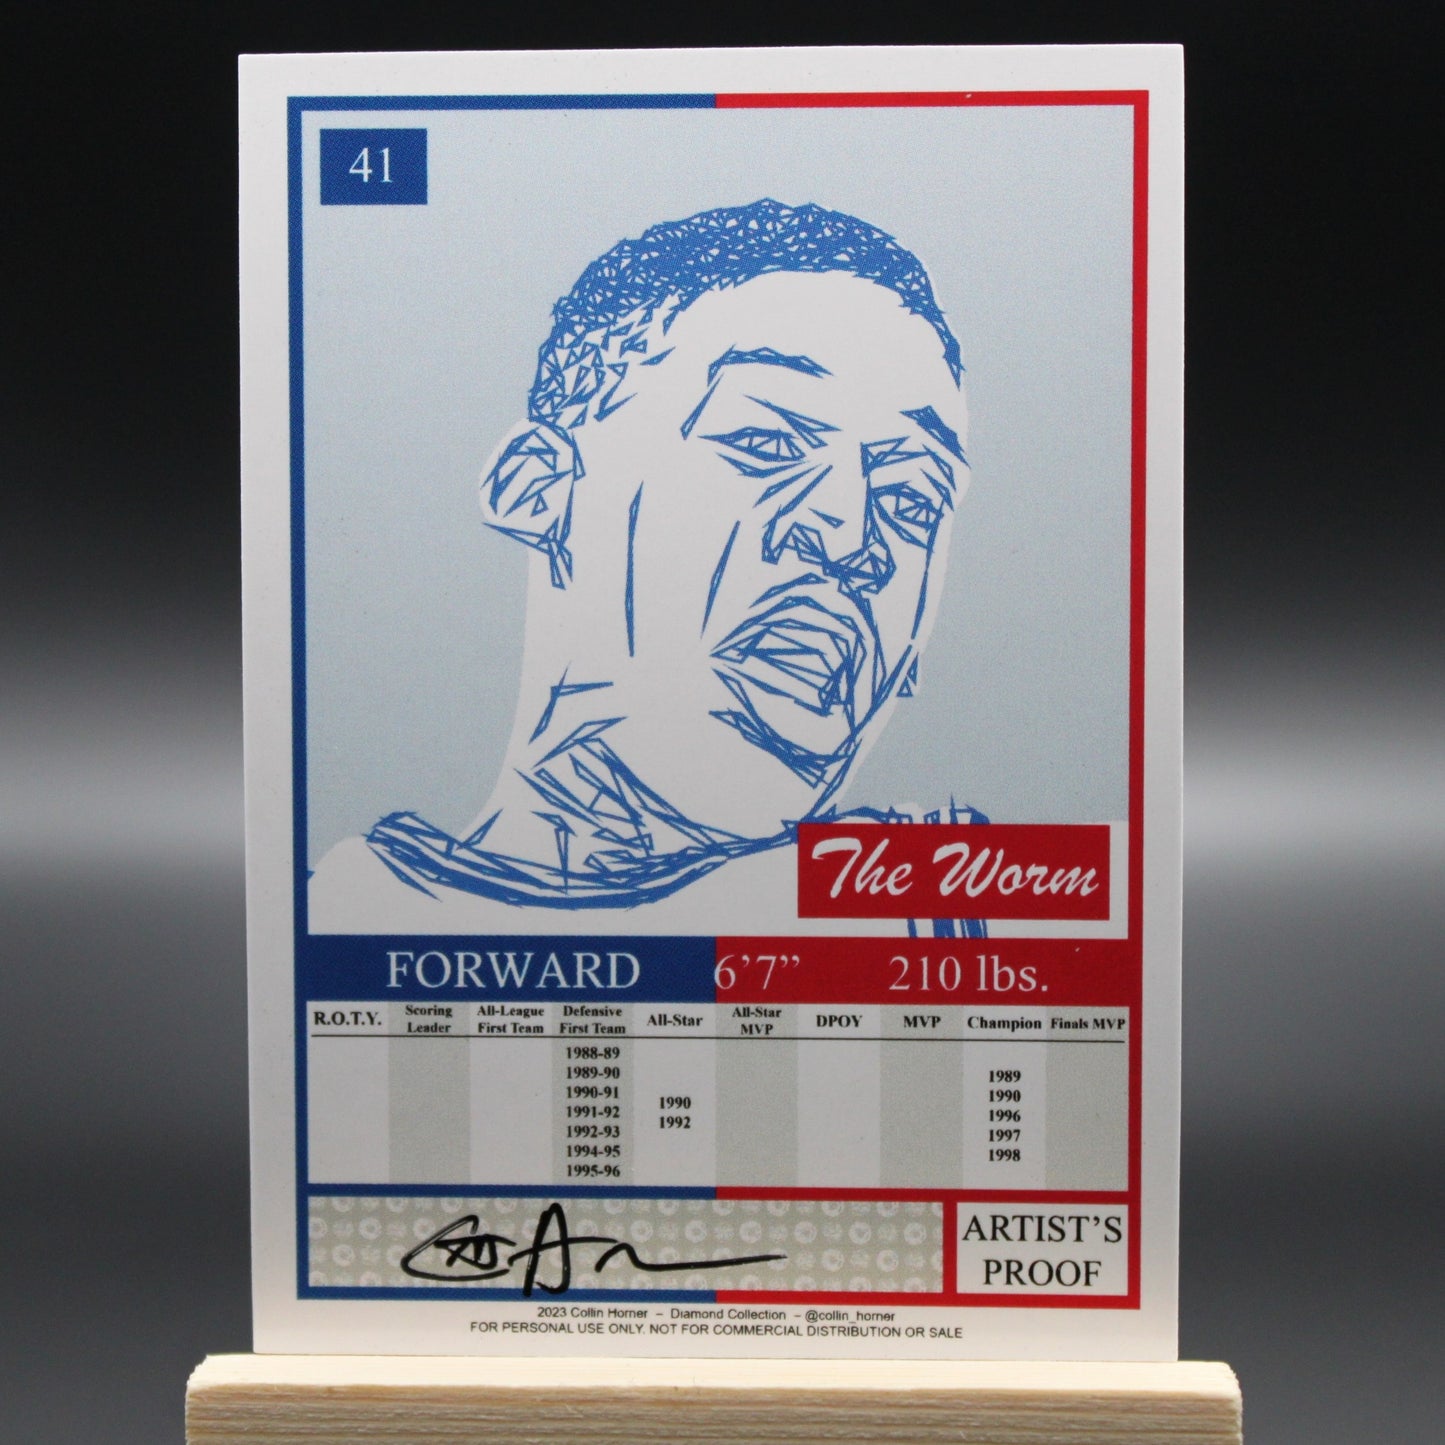 41
The Worm
FORWARD 6'7” 210 lbs.
R.O.T.Y. Scoring Leader All-League First Team Defensive First Team All-Star All-Star MVP DPOY MVP Champion Finals MVP
1988-89
1989-90
1990-91
1991-92
1992-93
1994-95
1995-96
1990
1992
1989
1990
1996
1997
1998
ARTIST'S
PROOF
2023 Collin Horner – Diamond Collection – @collin_horner
FOR PERSONAL USE ONLY. NOT FOR COMMERCIAL DISTRIBUTION OR SALE